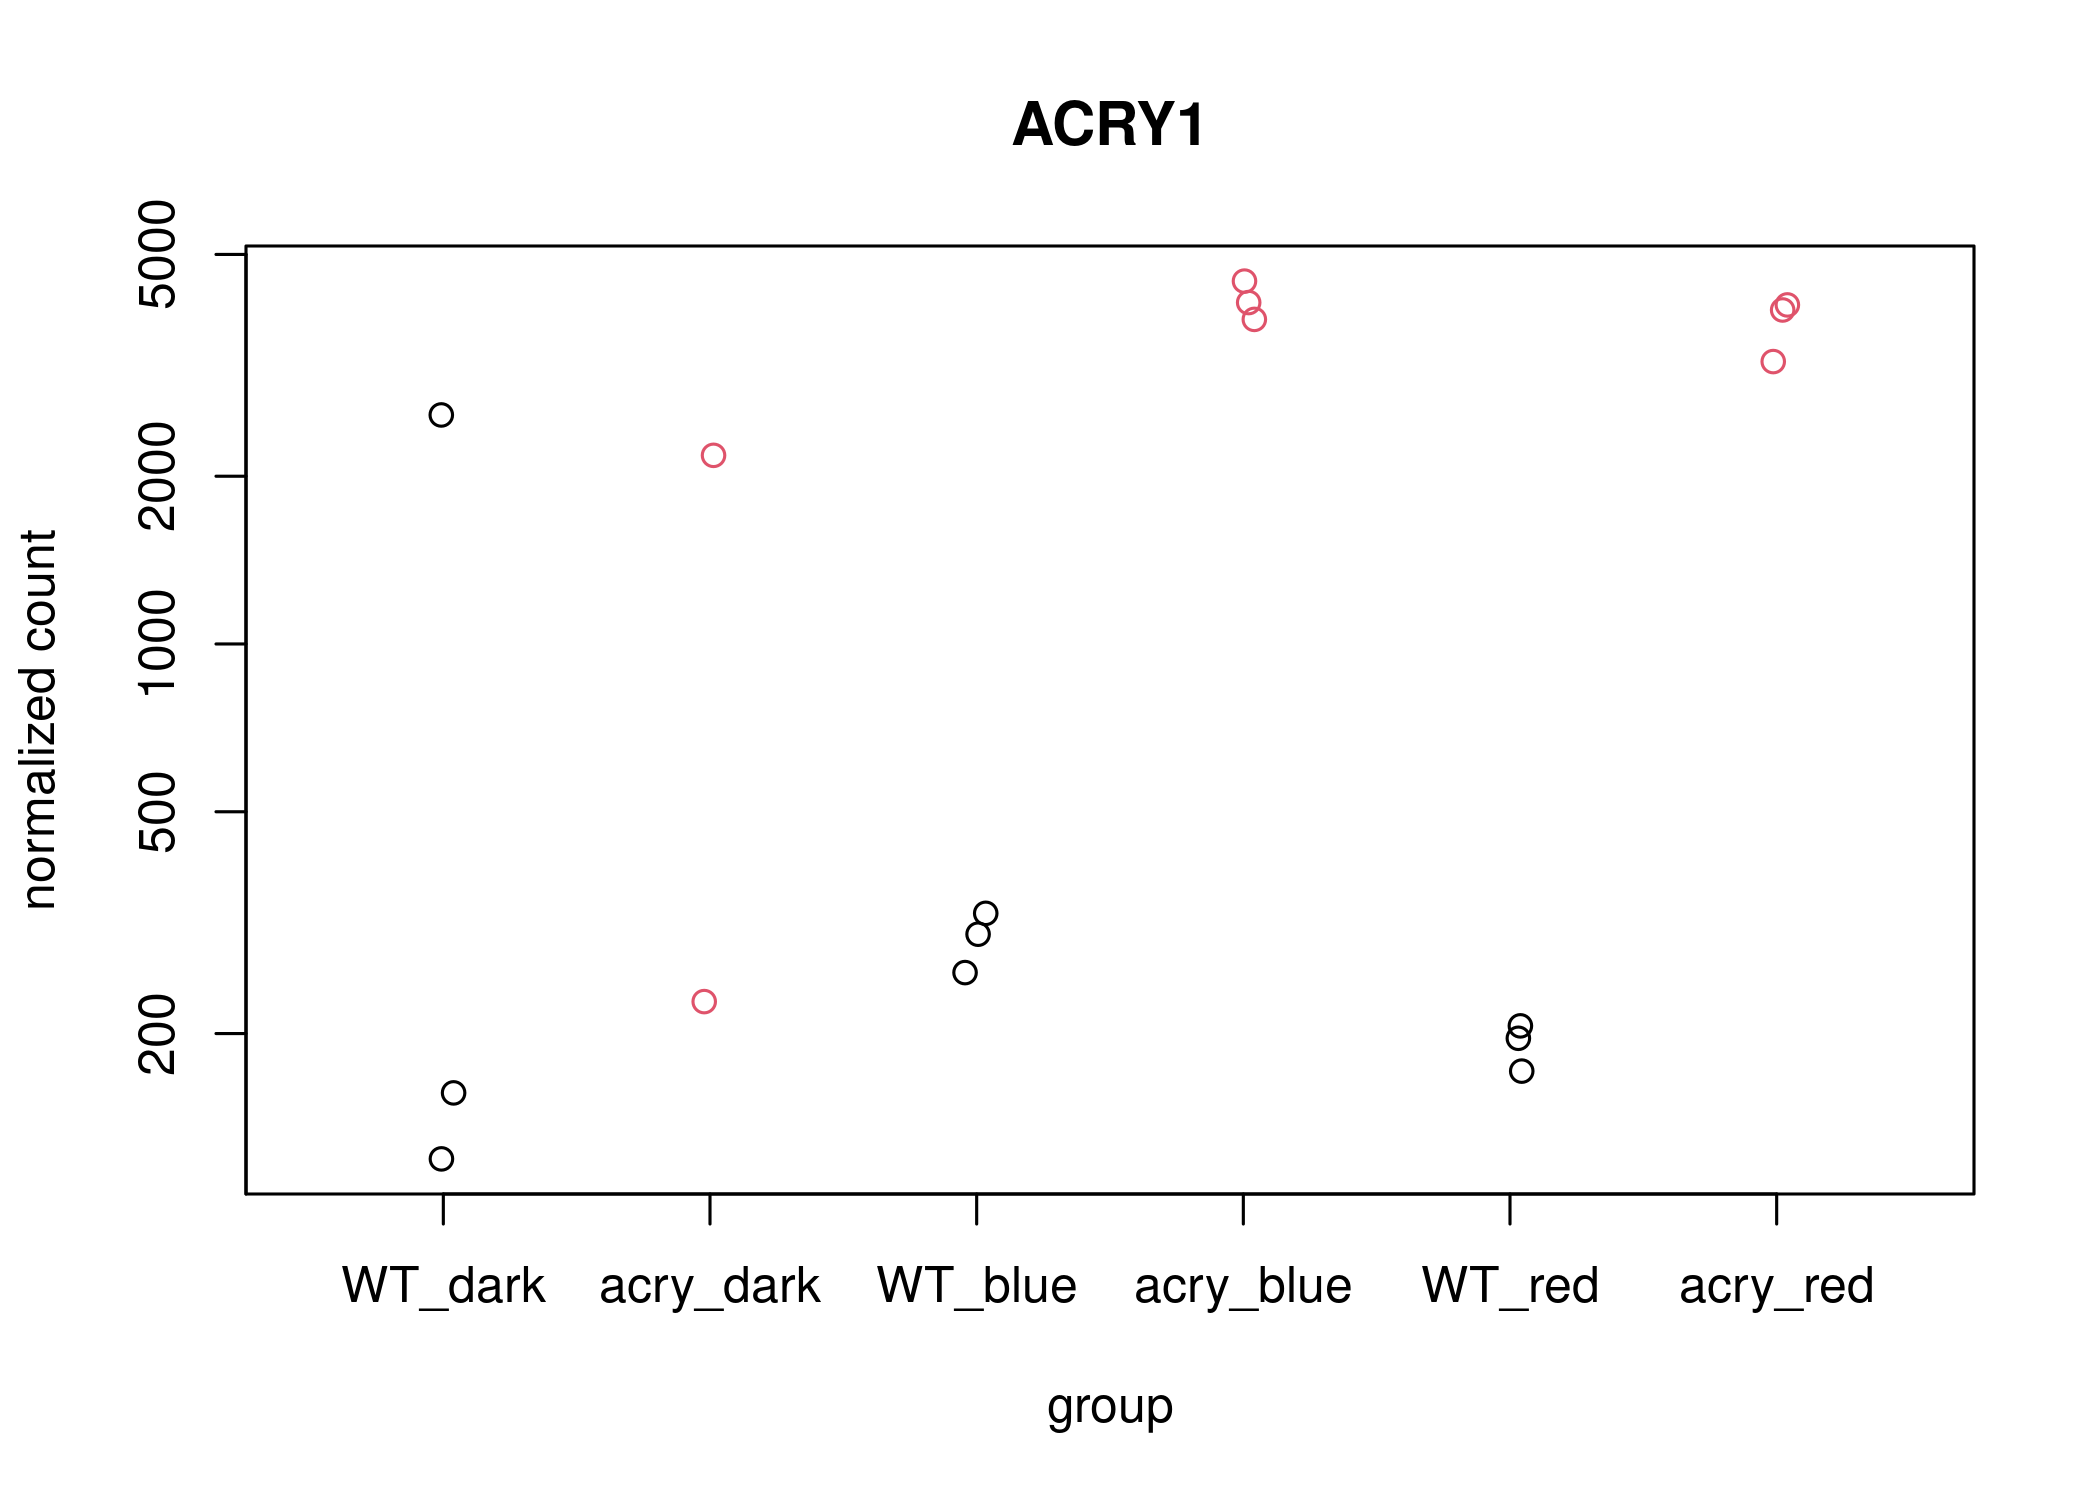 ACRY1
normalized count
5000
2000
1000
500
200
WT_dark acry_dark WT_blue acry_blue WT_red acry_red
group